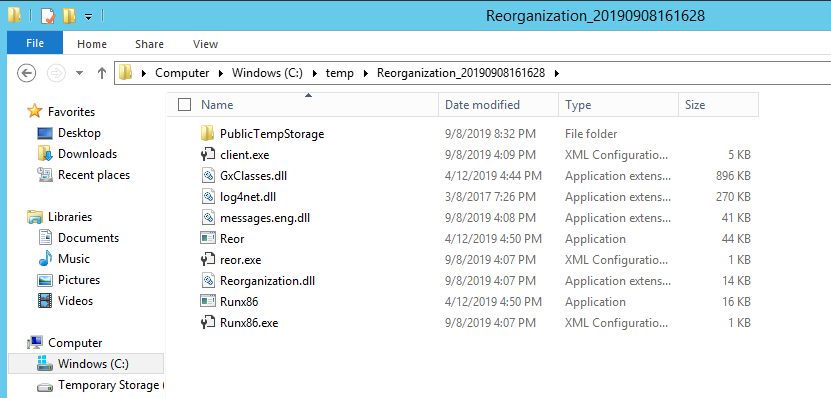 Reorganization_20190908161628
File Home Share View
Computer Windows (C:) temp Reorganization_20190908161628
Favorites
Desktop
Downloads
Recent places
Libraries
Documents
Music
Pictures
Videos
Computer
Windows (C:)
Temporary Storage (
Name Date modified Type Size
PublicTempStorage 9/8/2019 8:32 PM File folder
client.exe 9/8/2019 4:09 PM XML Configuratio... 5 KB
GxClasses.dll 4/12/2019 4:44 PM Application extens... 896 KB
log4net.dll 3/8/2017 7:26 PM Application extens... 270 KB
messages.eng.dll 9/8/2019 4:08 PM Application extens... 41 KB
Reor 4/12/2019 4:50 PM Application 44 KB
reor.exe 9/8/2019 4:07 PM XML Configuratio... 1 KB
Reorganization.dll 9/8/2019 4:07 PM Application extens... 14 KB
Runx86 4/12/2019 4:50 PM Application 16 KB
Runx86.exe 9/8/2019 4:07 PM XML Configuratio... 1 KB